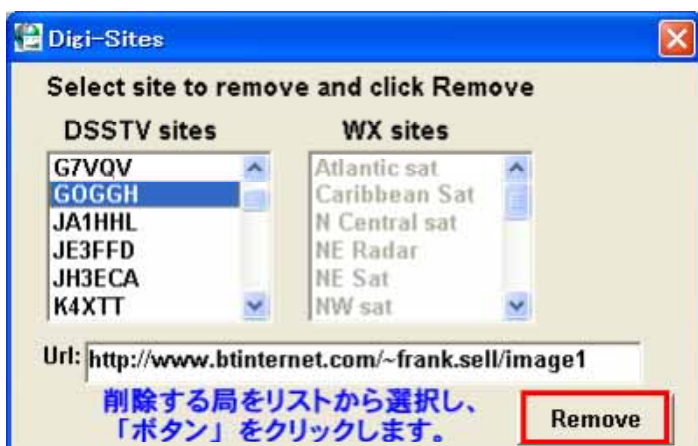 Digi-Sites
Select site to remove and click Remove
DSSTV sites
WX sites
G7VQV
GOGGH
JA1HHL
JE3FFD
JH3ECA
K4XTT
Atlantic sat
Caribbean Sat
N Central sat
NE Radar
NE Sat
NW sat
Url: http://www.btinternet.com/~frank.sell/image1
削除する局をリストから選択し、
「ボタン」をクリックします。
Remove